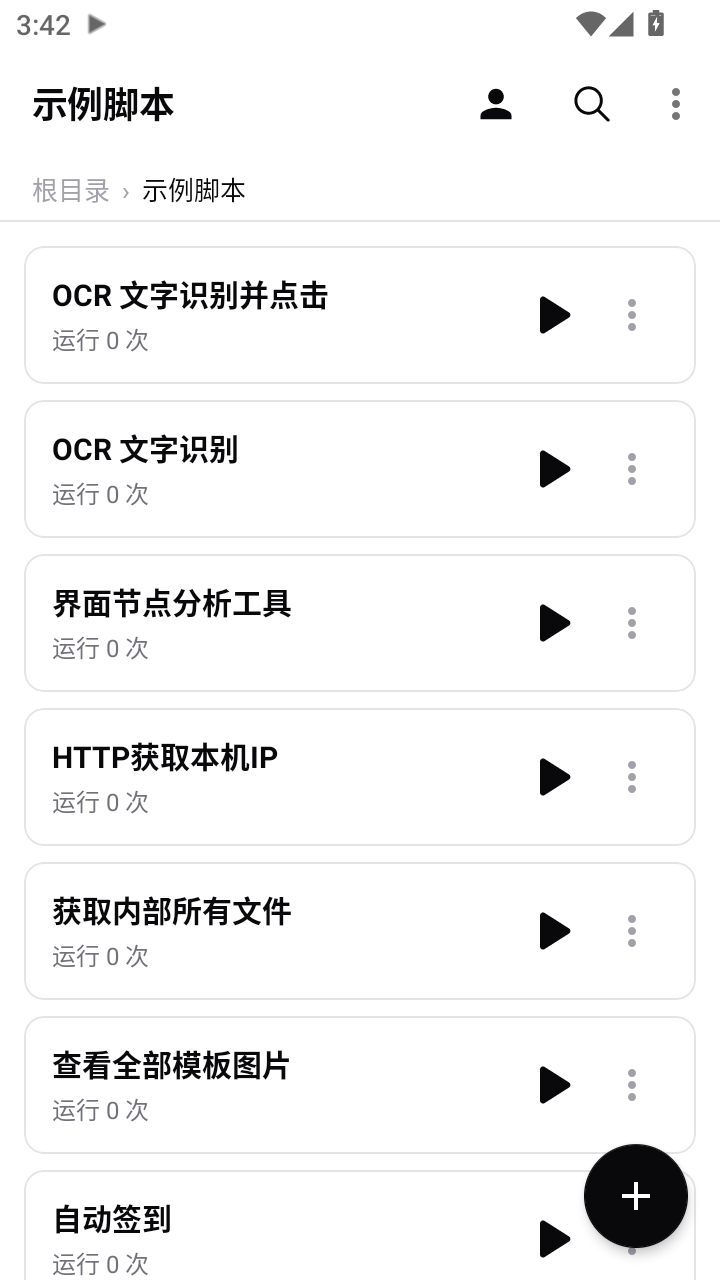 3:42
示例脚本
根目录 › 示例脚本
OCR 文字识别并点击
运行 0 次
OCR 文字识别
运行 0 次
界面节点分析工具
运行 0 次
HTTP获取本机IP
运行 0 次
获取内部所有文件
运行 0 次
查看全部模板图片
运行 0 次
自动签到
运行 0 次